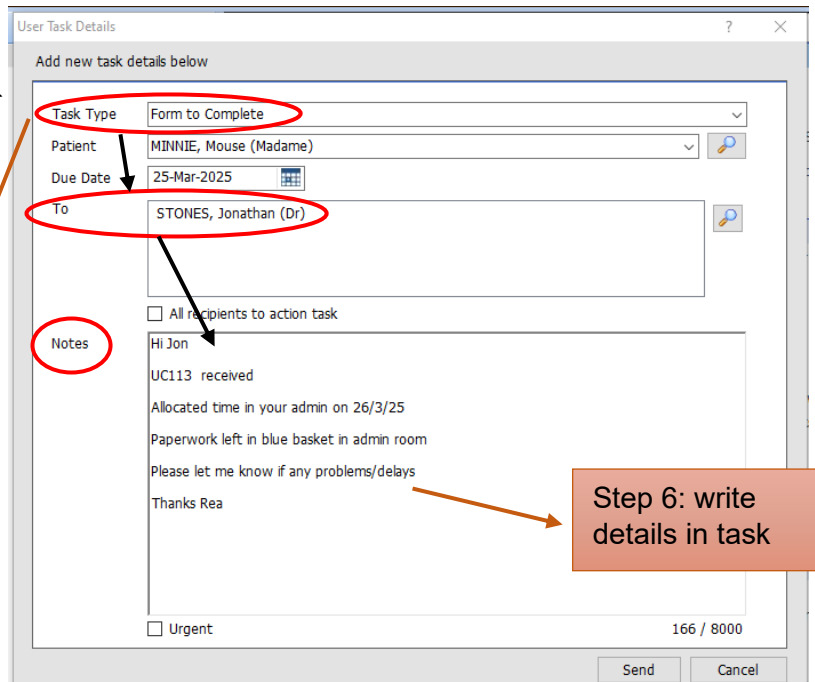 User Task Details
Add new task details below
Task Type Form to Complete
Patient MINNIE, Mouse (Madame)
Due Date 25-Mar-2025
To STONES, Jonathan (Dr)
All recipients to action task
Notes Hi Jon
UC113 received
Allocated time in your admin on 26/3/25
Paperwork left in blue basket in admin room
Please let me know if any problems/delays
Thanks Rea
Step 6: write
details in task
Urgent 166 / 8000
Send Cancel